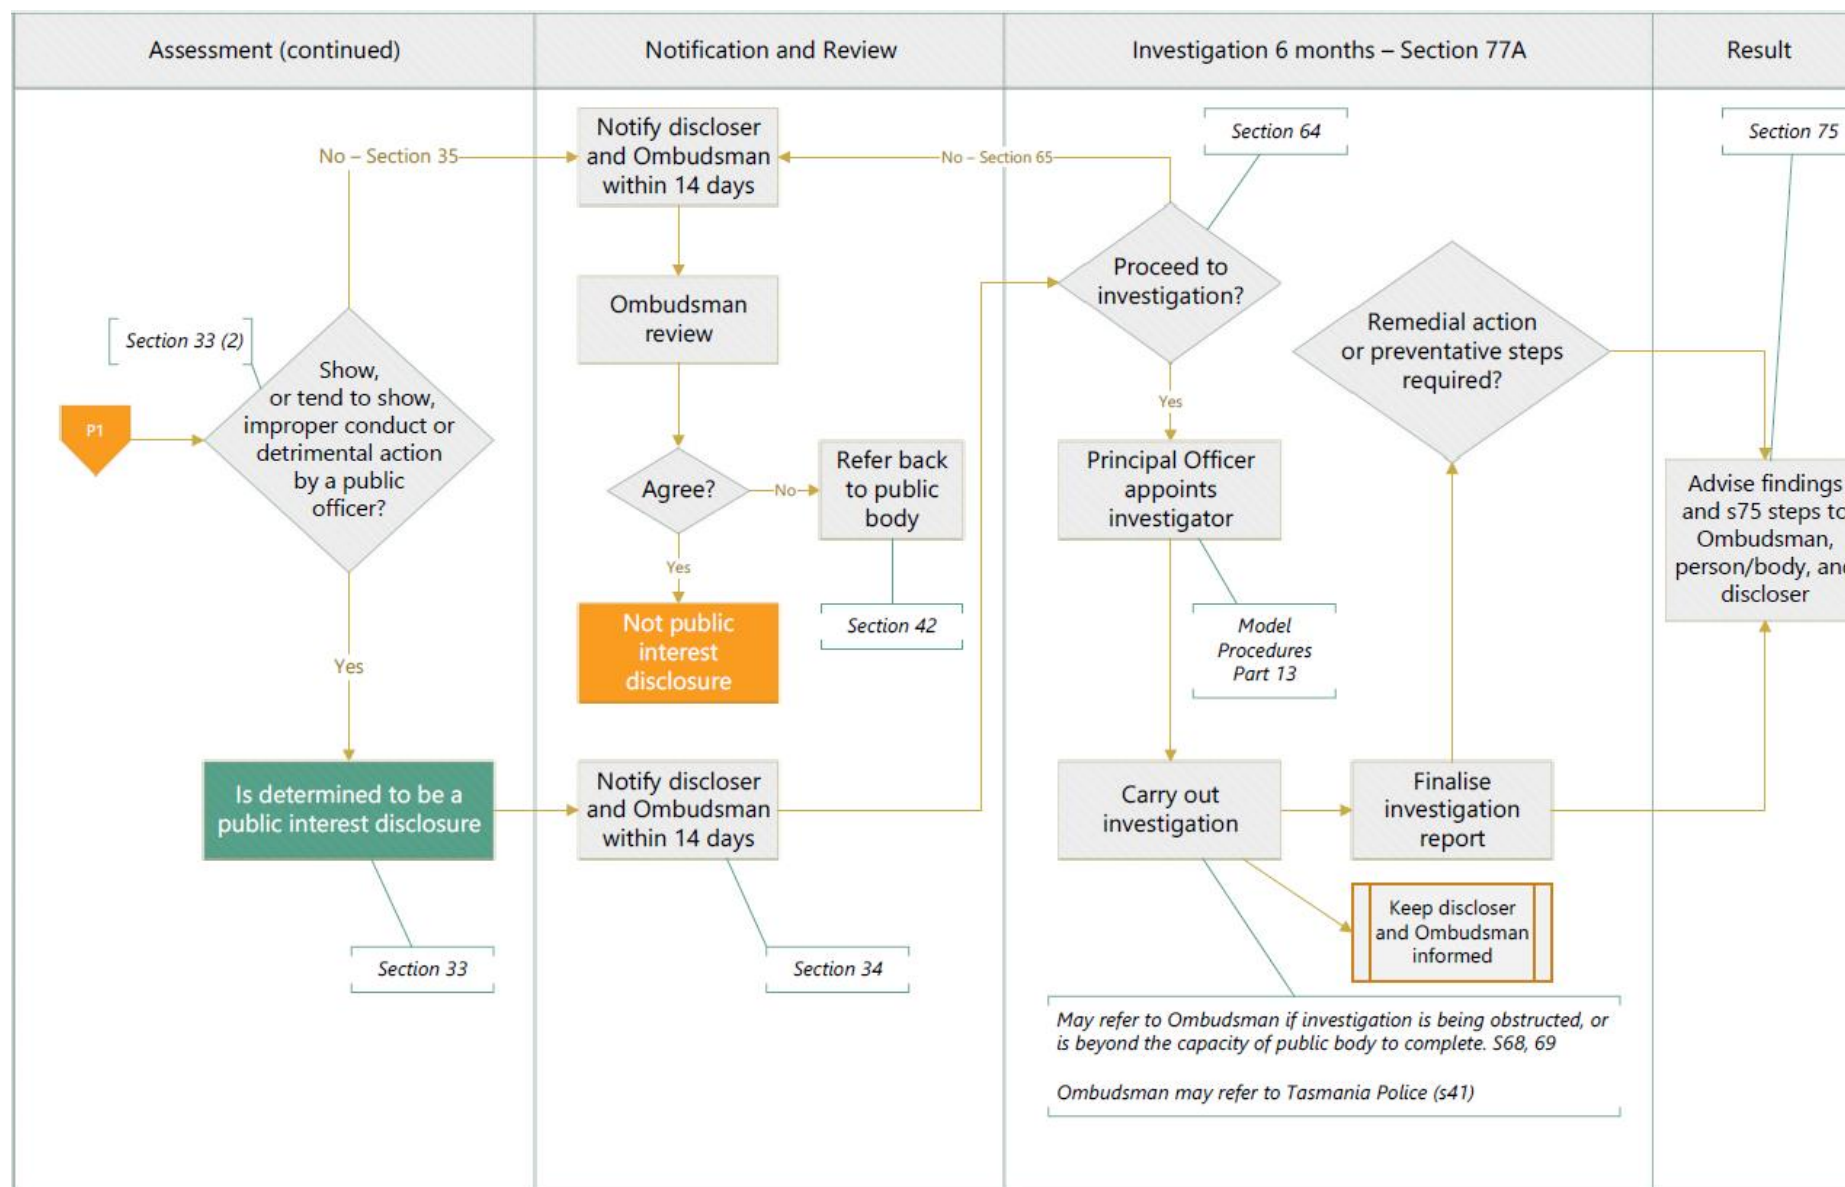 Assessment (continued)
Notification and Review
Investigation 6 months – Section 77A
Result
P1
Section 33 (2)
Show,
or tend to show,
improper conduct or
detrimental action
by a public
officer?
No – Section 35
Yes
Is determined to be a
public interest disclosure
Section 33
Notify discloser
and Ombudsman
within 14 days
Ombudsman
review
Agree?
No
Refer back
to public
body
Section 42
Yes
Not public
interest
disclosure
Notify discloser
and Ombudsman
within 14 days
Section 34
No – Section 65
Section 64
Proceed to
investigation?
Yes
Principal Officer
appoints
investigator
Model
Procedures
Part 13
Carry out
investigation
Finalise
investigation
report
Keep discloser
and Ombudsman
informed
May refer to Ombudsman if investigation is being obstructed, or
is beyond the capacity of public body to complete. S68, 69
Ombudsman may refer to Tasmania Police (s41)
Remedial action
or preventative steps
required?
Section 75
Advise findings
and s75 steps to
Ombudsman,
person/body, and
discloser